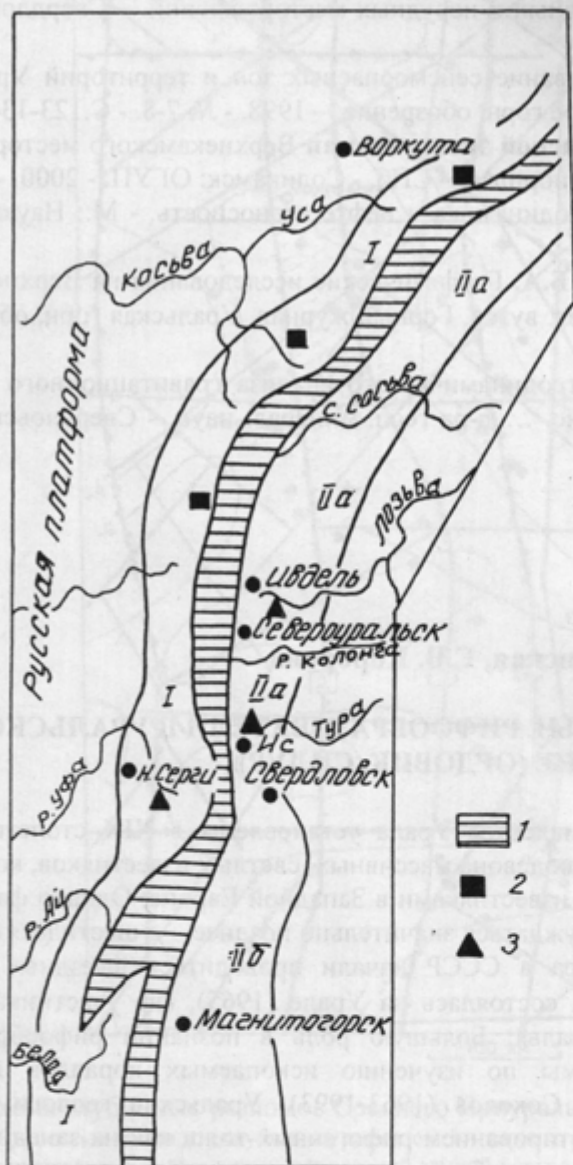 Воркута
Уса
Косьва
I
IIа
с. Сосьва
Русская платформа
IIа
Лозьва
Ивдель
Североуральск
р. Колонга
I
IIа
Тура
Ис
р. Уфа
Н. Серги
Свердловск
1
2
р. Ай
IIб
3
Магнитогорск
Белая
I